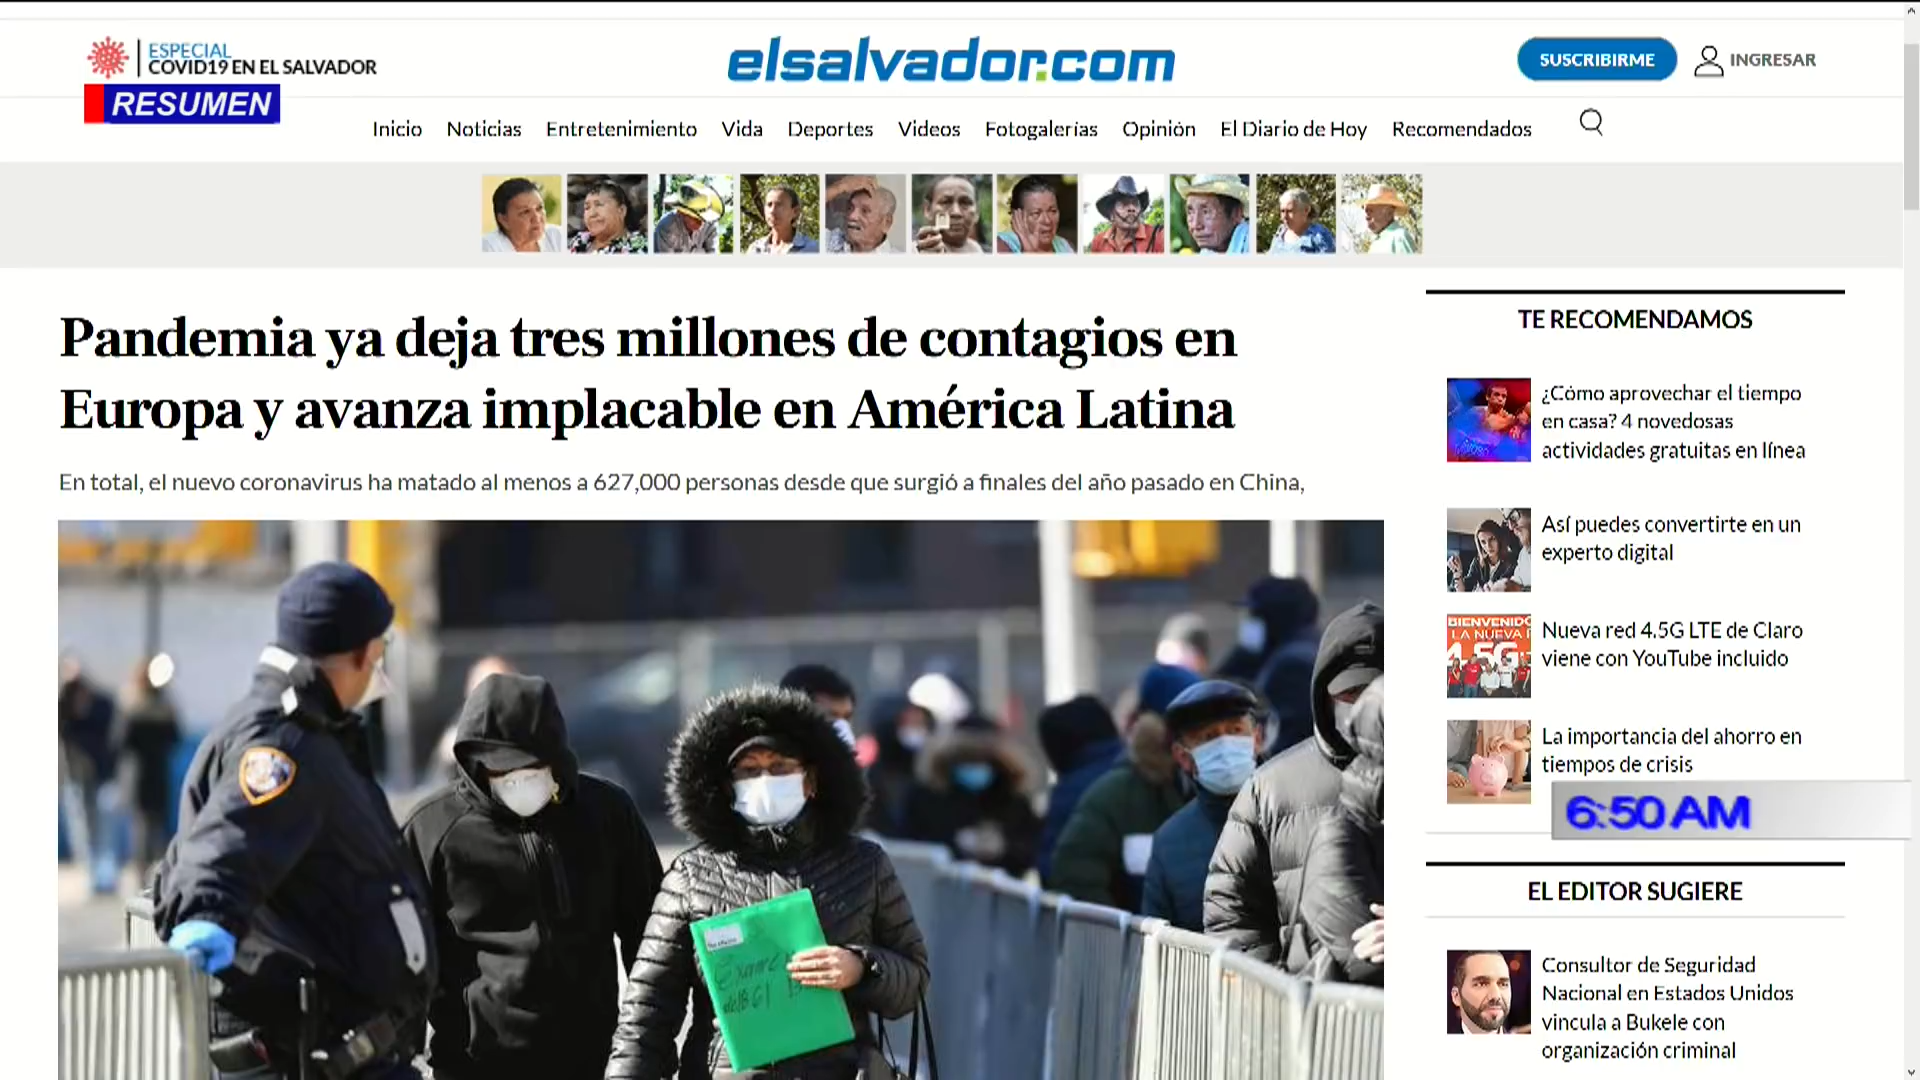 ESPECIAL
COVID19 EN EL SALVADOR
RESUMEN
elsalvador.com
SUSCRIBIRME
INGRESAR
Inicio Noticias Entretenimiento Vida Deportes Videos Fotogalerías Opinión El Diario de Hoy Recomendados
Pandemia ya deja tres millones de contagios en
Europa y avanza implacable en América Latina
En total, el nuevo coronavirus ha matado al menos a 627,000 personas desde que surgió a finales del año pasado en China,
TE RECOMENDAMOS
¿Cómo aprovechar el tiempo
en casa? 4 novedosas
actividades gratuitas en línea
Así puedes convertirte en un
experto digital
BIENVENIDO
LA NUEVA
4.5G
Nueva red 4.5G LTE de Claro
viene con YouTube incluido
La importancia del ahorro en
tiempos de crisis
6:50 AM
EL EDITOR SUGIERE
Consultor de Seguridad
Nacional en Estados Unidos
vincula a Bukele con
organización criminal